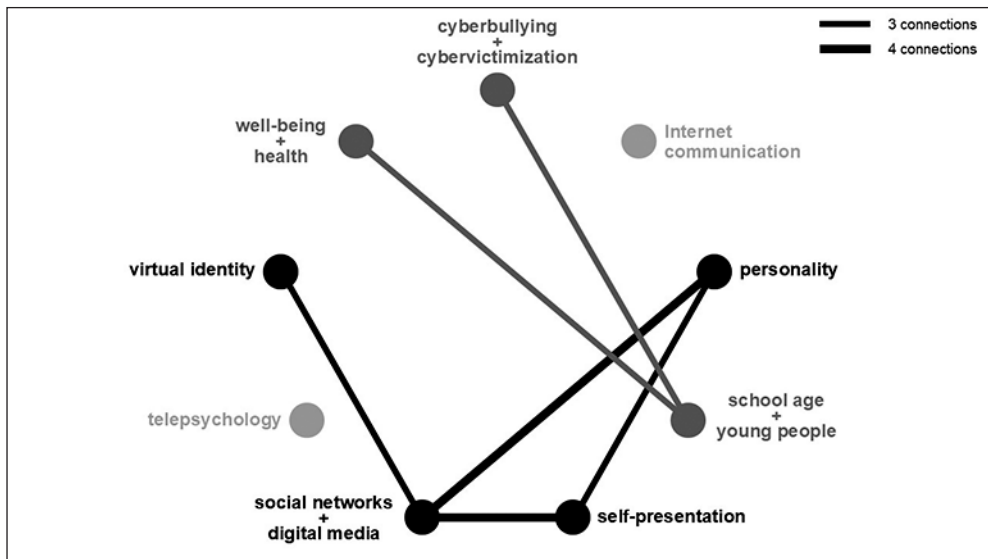 3 connections
4 connections
cyberbullying
+
cybervictimization
well-being
+
health
Internet
communication
virtual identity
personality
telepsychology
school age
+
young people
social networks
+
digital media
self-presentation